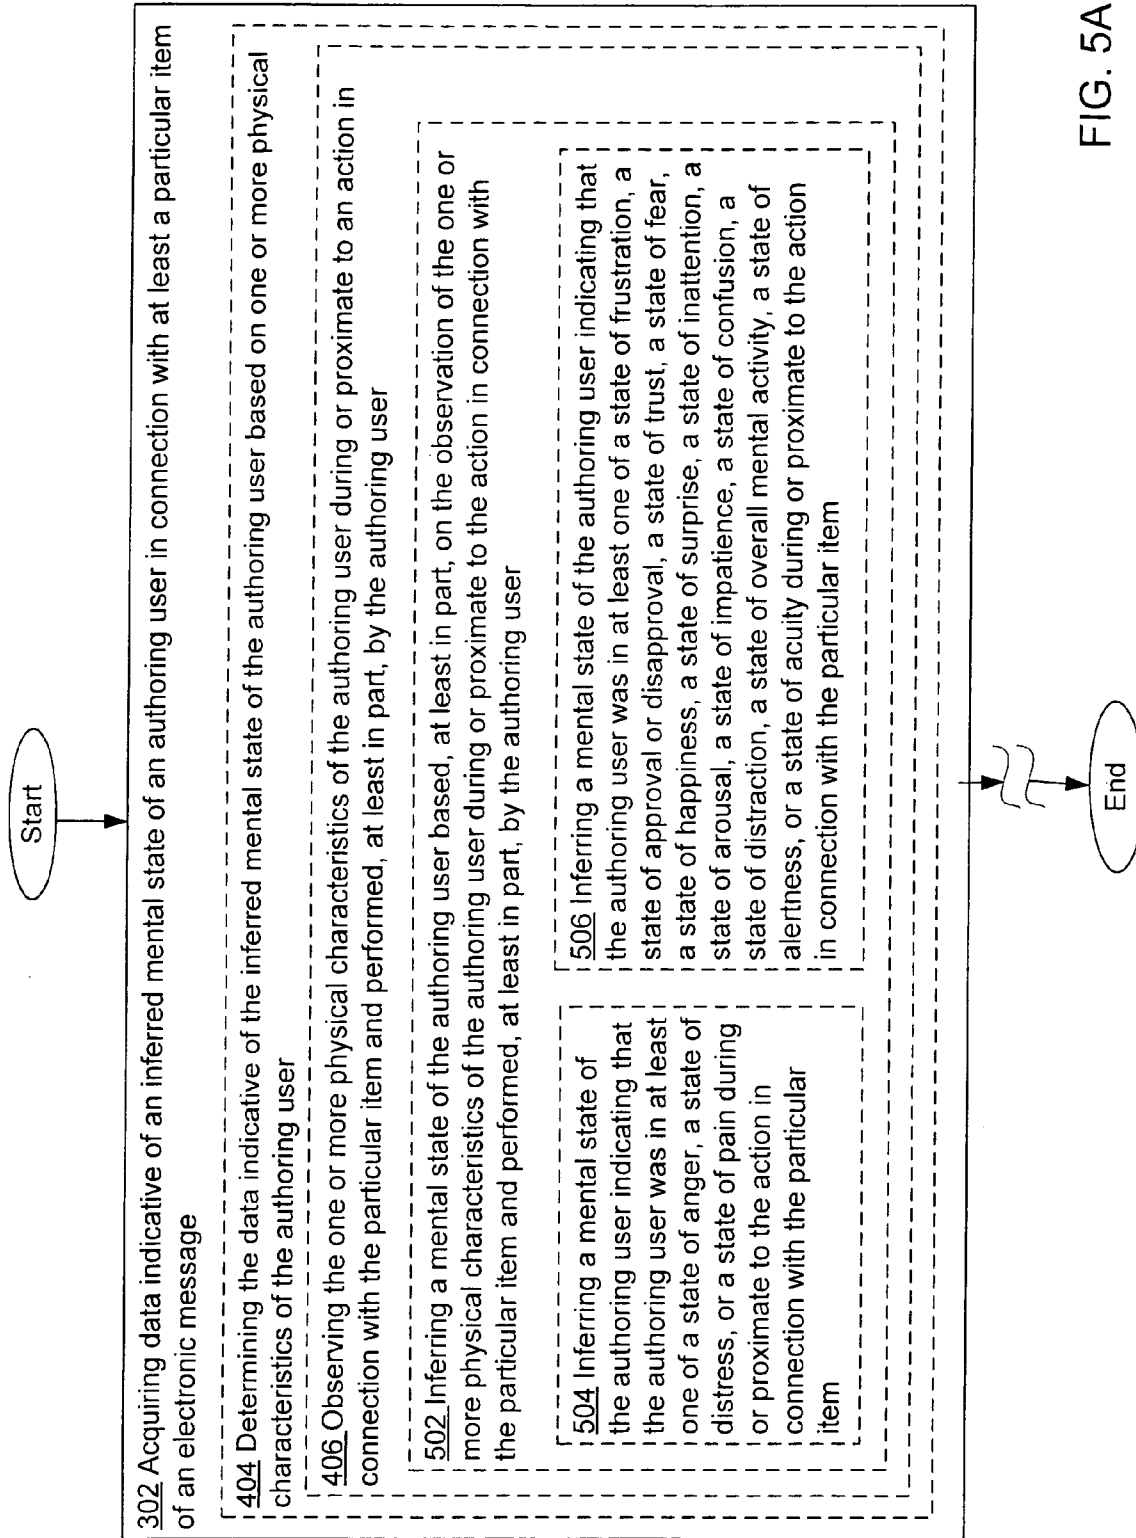 Start
302 Acquiring data indicative of an inferred mental state of an authoring user in connection with at least a particular item
of an electronic message
404 Determining the data indicative of the inferred mental state of the authoring user based on one or more physical
characteristics of the authoring user
406 Observing the one or more physical characteristics of the authoring user during or proximate to an action in
connection with the particular item and performed, at least in part, by the authoring user
502 Inferring a mental state of the authoring user based, at least in part, on the observation of the one or
more physical characteristics of the authoring user during or proximate to the action in connection with
the particular item and performed, at least in part, by the authoring user
504 Inferring a mental state of
the authoring user indicating that
the authoring user was in at least
one of a state of anger, a state of
distress, or a state of pain during
or proximate to the action in
connection with the particular
item
506 Inferring a mental state of the authoring user indicating that
the authoring user was in at least one of a state of frustration, a
state of approval or disapproval, a state of trust, a state of fear,
a state of happiness, a state of surprise, a state of inattention, a
state of arousal, a state of impatience, a state of confusion, a
state of distraction, a state of overall mental activity, a state of
alertness, or a state of acuity during or proximate to the action
in connection with the particular item
End
FIG. 5A